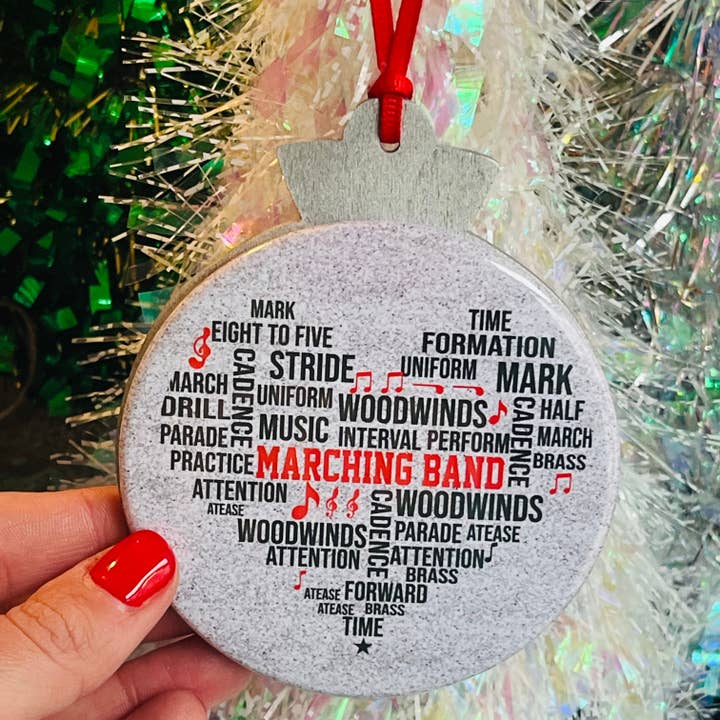 MARK
TIME
EIGHT TO FIVE
FORMATION
STRIDE
UNIFORM
MARK
MARCH
CADENCE
UNIFORM
WOODWINDS
CADENCE
HALF
DRILL
MUSIC
INTERVAL PERFORM
MARCH
PARADE
BRASS
PRACTICE
MARCHING BAND
ATTENTION
CADENCE
WOODWINDS
ATEASE
WOODWINDS
PARADE ATEASE
ATTENTION
ATTENTION
BRASS
ATEASE FORWARD
ATEASE BRASS
TIME